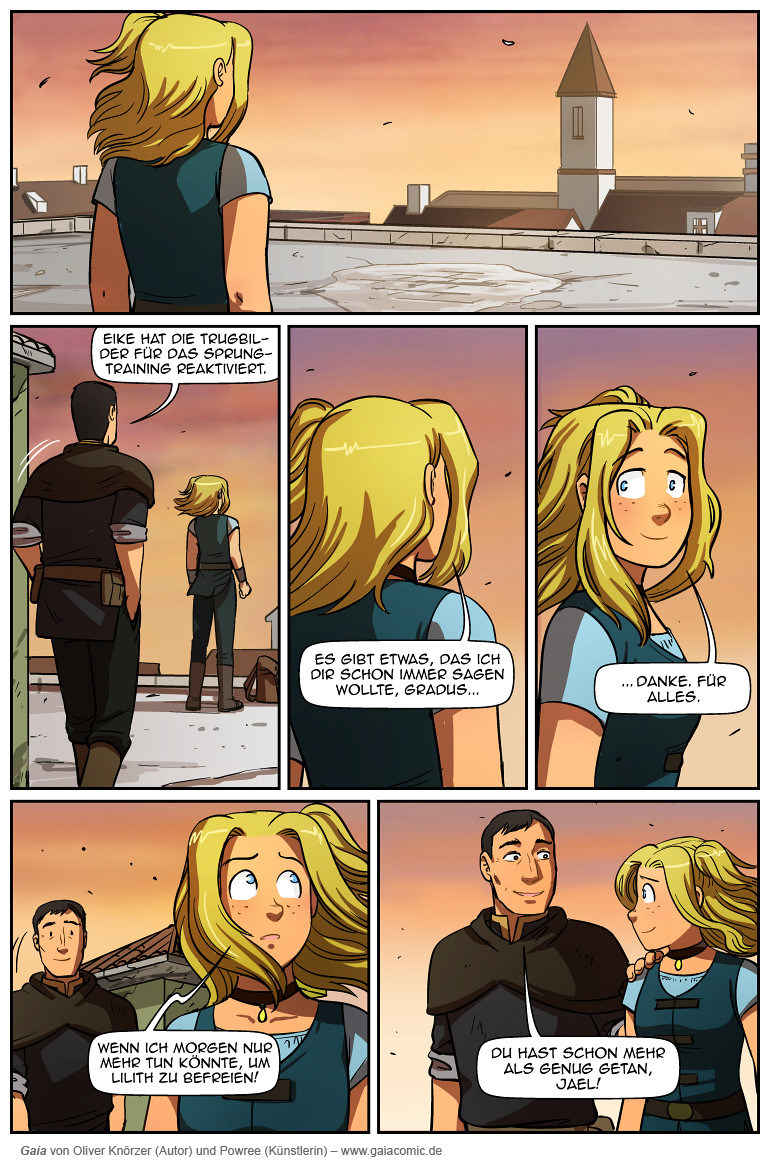 EIKE HAT DIE TRUGBIL-
DER FÜR DAS SPRUNG-
TRAINING REAKTIVIERT.
ES GIBT ETWAS, DAS ICH
DIR SCHON IMMER SAGEN
WOLLTE, GRADUS...
...DANKE. FÜR
ALLES.
WENN ICH MORGEN NUR
MEHR TUN KÖNNTE, UM
LILITH ZU BEFREIEN!
DU HAST SCHON MEHR
ALS GENUG GETAN,
JAEL!
Gaia von Oliver Knörzer (Autor) und Powree (Künstlerin) – www.gaiacomic.de